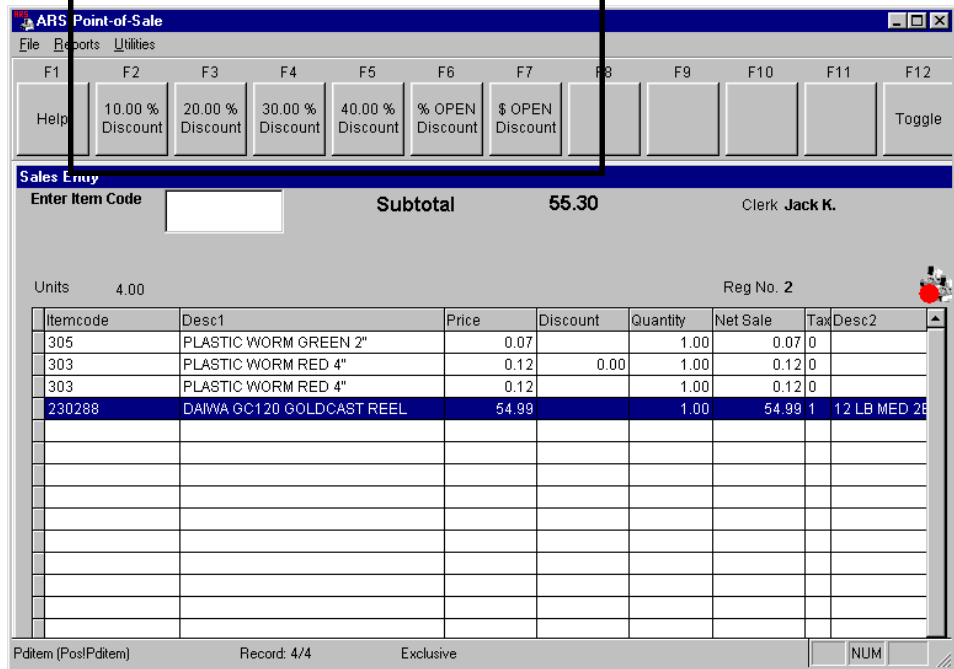 ARS Point-of-Sale
File Reports Utilities
F1 F2 F3 F4 F5 F6 F7 F8 F9 F10 F11 F12
Help 10.00 % Discount 20.00 % Discount 30.00 % Discount 40.00 % Discount % OPEN Discount $ OPEN Discount Toggle
Sales Entry
Enter Item Code Subtotal 55.30 Clerk Jack K.
Units 4.00 Reg No. 2
Itemcode Desc1 Price Discount Quantity Net Sale Tax Desc2
305 PLASTIC WORM GREEN 2" 0.07 1.00 0.07 0
303 PLASTIC WORM RED 4" 0.12 0.00 1.00 0.12 0
303 PLASTIC WORM RED 4" 0.12 1.00 0.12 0
230288 DAIWA GC120 GOLDCAST REEL 54.99 1.00 54.99 1 12 LB MED 2B
Pditem (Pos!Pditem) Record: 4/4 Exclusive NUM